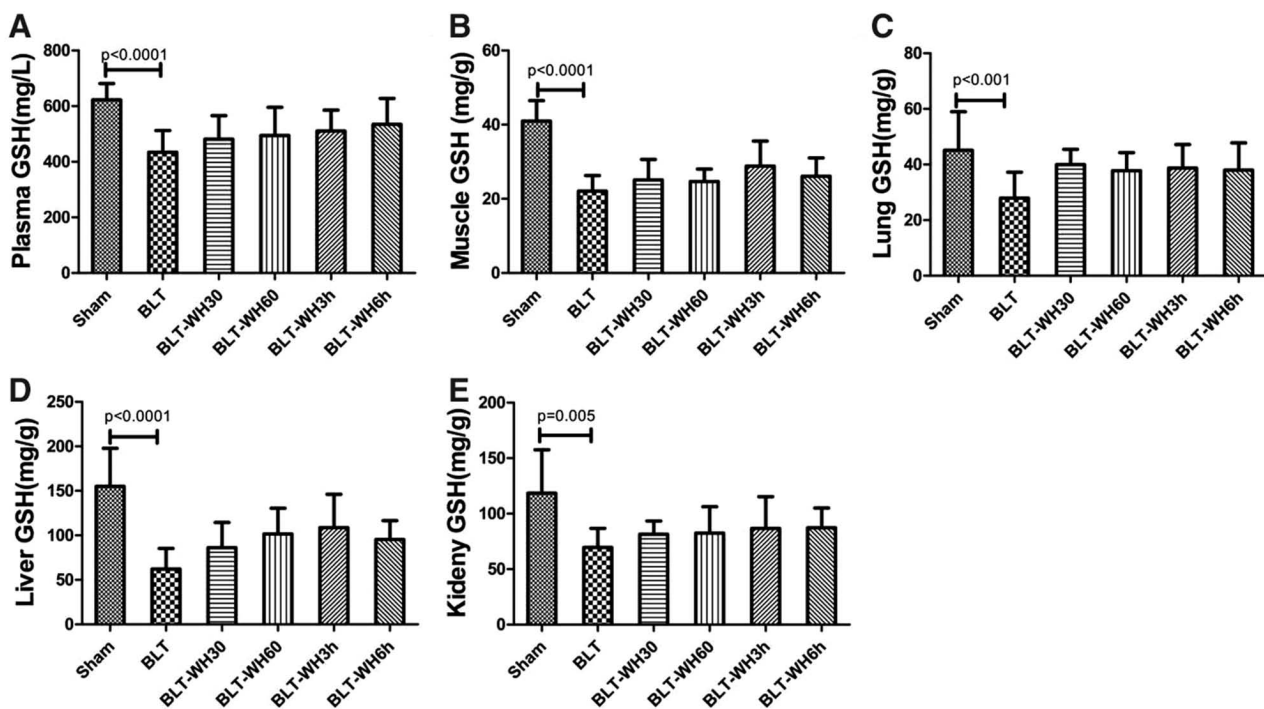 A
Plasma GSH(mg/L)
800
600
400
200
0
p<0.0001
Sham
BLT
BLT-WH30
BLT-WH60
BLT-WH3h
BLT-WH6h
B
Muscle GSH (mg/g)
60
40
20
0
p<0.0001
Sham
BLT
BLT-WH30
BLT-WH60
BLT-WH3h
BLT-WH6h
C
Lung GSH(mg/g)
80
60
40
20
0
p<0.001
Sham
BLT
BLT-WH30
BLT-WH60
BLT-WH3h
BLT-WH6h
D
Liver GSH(mg/g)
250
200
150
100
50
0
p<0.0001
Sham
BLT
BLT-WH30
BLT-WH60
BLT-WH3h
BLT-WH6h
E
Kideny GSH(mg/g)
200
150
100
50
0
p=0.005
Sham
BLT
BLT-WH30
BLT-WH60
BLT-WH3h
BLT-WH6h